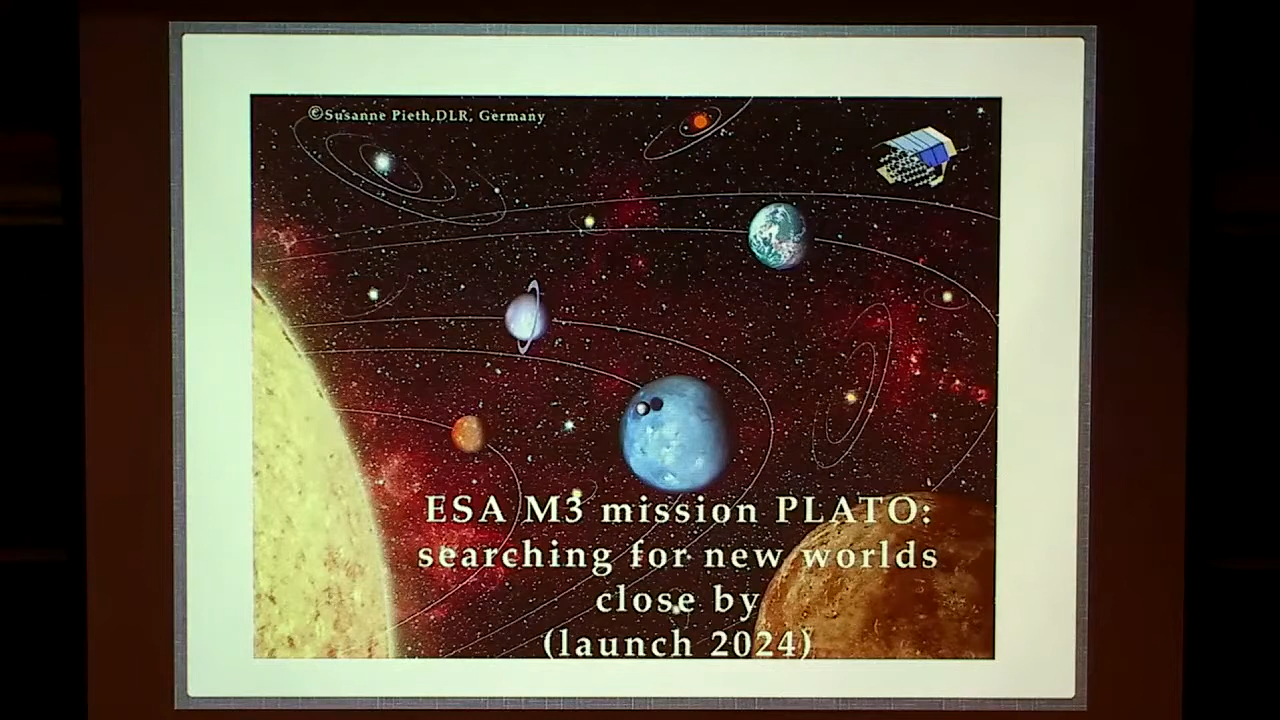 ©Susanne Pieth,DLR, Germany
ESA M3 mission PLATO:
searching for new worlds
close by
(launch 2024)